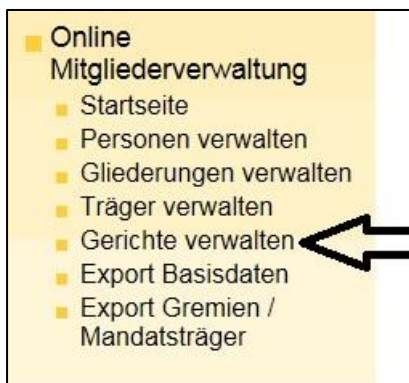 Online
Mitgliederverwaltung
Startseite
Personen verwalten
Gliederungen verwalten
Träger verwalten
Gerichte verwalten
Export Basisdaten
Export Gremien /
Mandatsträger